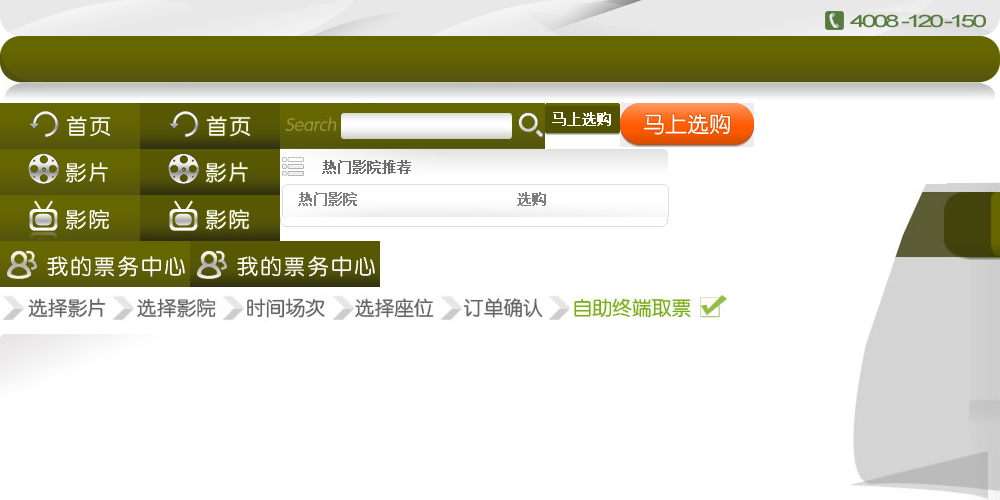 4008-120-150
首页 首页 Search 马上选购 马上选购
影片 影片 热门影院推荐
影院 影院 热门影院 选购
我的票务中心 我的票务中心
选择影片 选择影院 时间场次 选择座位 订单确认 自助终端取票